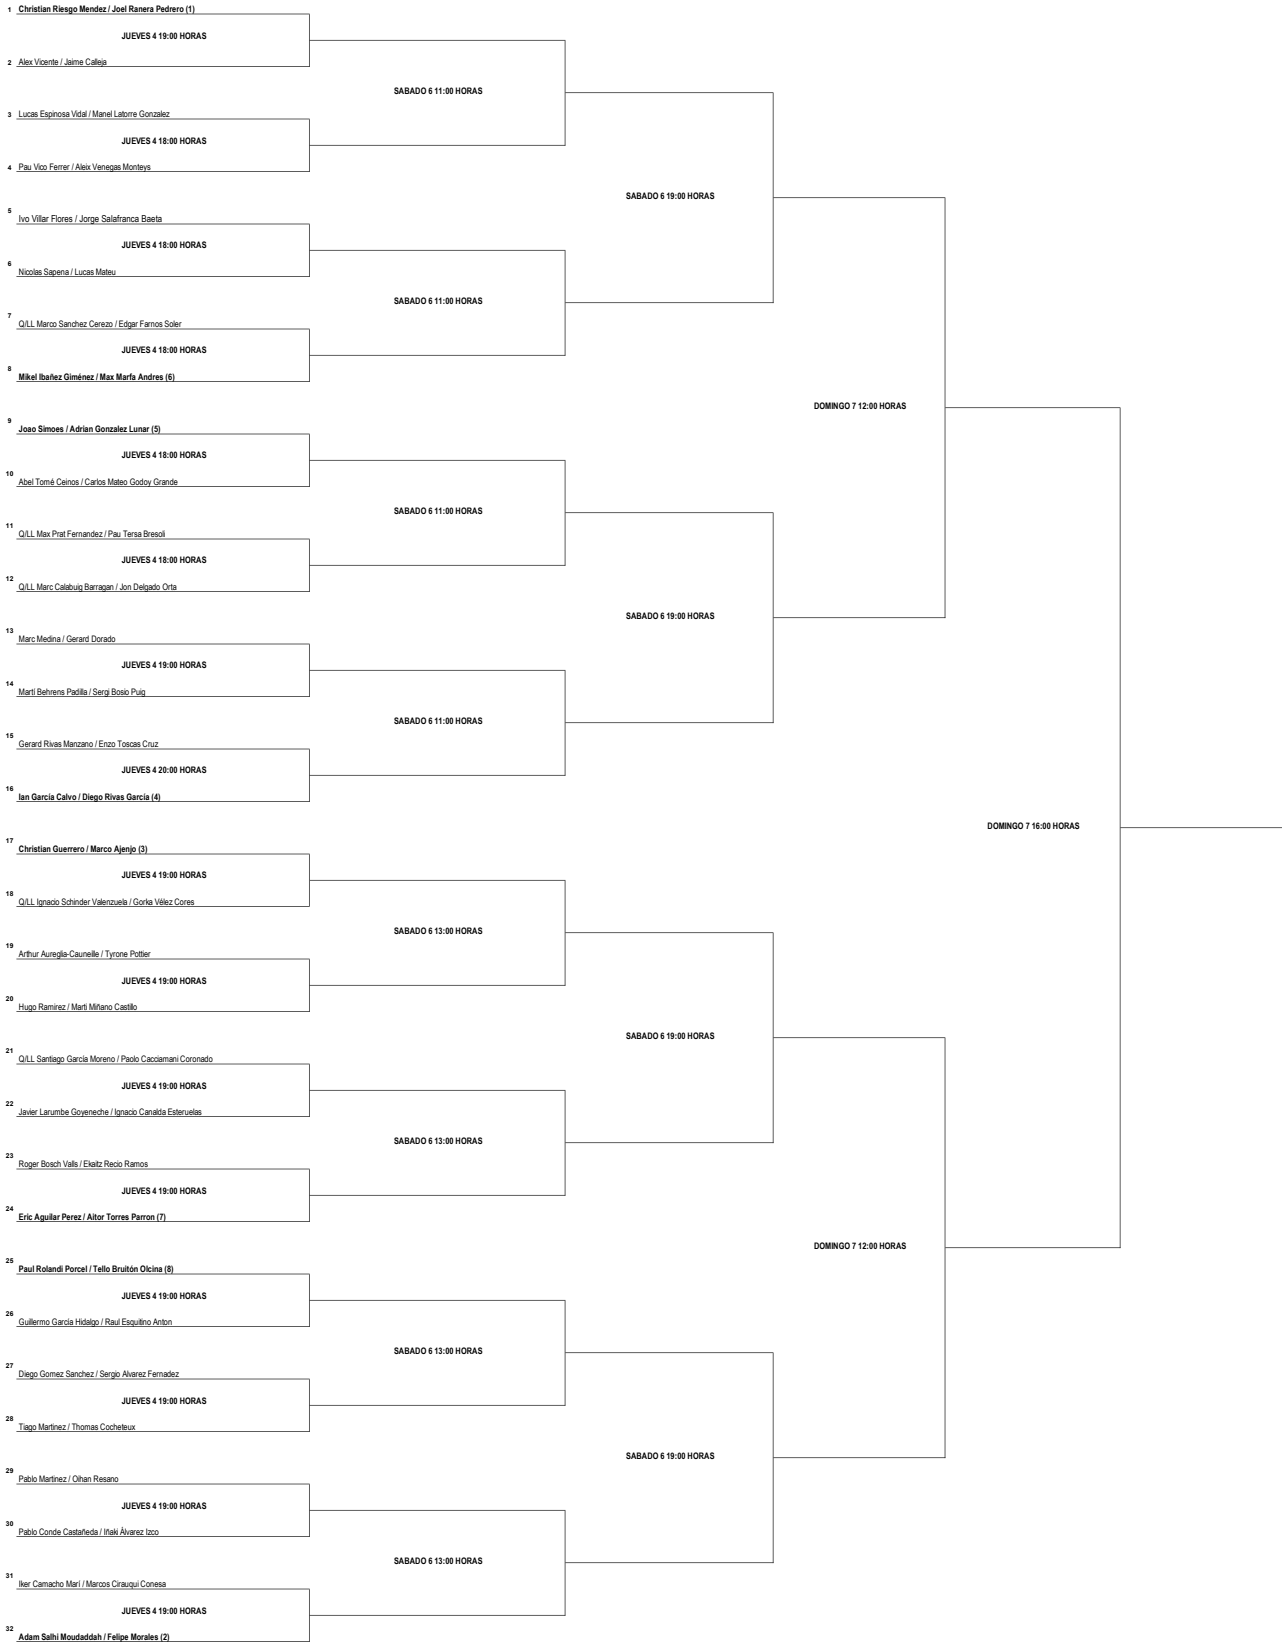 1 Christian Riesgo Mendez / Joel Ranera Pedrero (1)
JUEVES 4 19:00 HORAS
2 Alex Vicente / Jaime Calleja
SABADO 6 11:00 HORAS
3 Lucas Espinosa Vidal / Manel Latorre Gonzalez
JUEVES 4 18:00 HORAS
4 Pau Vico Ferrer / Aleix Venegas Monteys
SABADO 6 19:00 HORAS
5 Ivo Villar Flores / Jorge Salafranca Baeta
JUEVES 4 18:00 HORAS
6 Nicolas Sapena / Lucas Mateu
SABADO 6 11:00 HORAS
7 Q/LL Marco Sanchez Cerezo / Edgar Farnos Soler
JUEVES 4 18:00 HORAS
8 Mikel Ibañez Giménez / Max Marfa Andres (6)
DOMINGO 7 12:00 HORAS
9 Joao Simoes / Adrian Gonzalez Lunar (5)
JUEVES 4 18:00 HORAS
10 Abel Tomé Ceinos / Carlos Mateo Godoy Grande
SABADO 6 11:00 HORAS
11 Q/LL Max Prat Fernandez / Pau Tersa Bresoli
JUEVES 4 18:00 HORAS
12 Q/LL Marc Calabuig Barragan / Jon Delgado Orta
SABADO 6 19:00 HORAS
13 Marc Medina / Gerard Dorado
JUEVES 4 19:00 HORAS
14 Martí Behrens Padilla / Sergi Bosio Puig
SABADO 6 11:00 HORAS
15 Gerard Rivas Manzano / Enzo Toscas Cruz
JUEVES 4 20:00 HORAS
16 Ian García Calvo / Diego Rivas García (4)
DOMINGO 7 16:00 HORAS
17 Christian Guerrero / Marco Ajenjo (3)
JUEVES 4 19:00 HORAS
18 Q/LL Ignacio Schinder Valenzuela / Gorka Vélez Cores
SABADO 6 13:00 HORAS
19 Arthur Aureglia-Cauneille / Tyrone Pottier
JUEVES 4 19:00 HORAS
20 Hugo Ramirez / Marti Miñano Castillo
SABADO 6 19:00 HORAS
21 Q/LL Santiago García Moreno / Paolo Cacciamani Coronado
JUEVES 4 19:00 HORAS
22 Javier Larumbe Goyeneche / Ignacio Canalda Esteruelas
SABADO 6 13:00 HORAS
23 Roger Bosch Valls / Ekaitz Recio Ramos
JUEVES 4 19:00 HORAS
24 Eric Aguilar Perez / Aitor Torres Parron (7)
DOMINGO 7 12:00 HORAS
25 Paul Rolandi Porcel / Tello Bruitón Olcina (8)
JUEVES 4 19:00 HORAS
26 Guillermo García Hidalgo / Raul Esquitino Anton
SABADO 6 13:00 HORAS
27 Diego Gomez Sanchez / Sergio Alvarez Fernadez
JUEVES 4 19:00 HORAS
28 Tiago Martinez / Thomas Cocheteux
SABADO 6 19:00 HORAS
29 Pablo Martinez / Oihan Resano
JUEVES 4 19:00 HORAS
30 Pablo Conde Castañeda / Iñaki Álvarez Izco
SABADO 6 13:00 HORAS
31 Iker Camacho Marí / Marcos Cirauqui Conesa
JUEVES 4 19:00 HORAS
32 Adam Salhi Moudaddah / Felipe Morales (2)